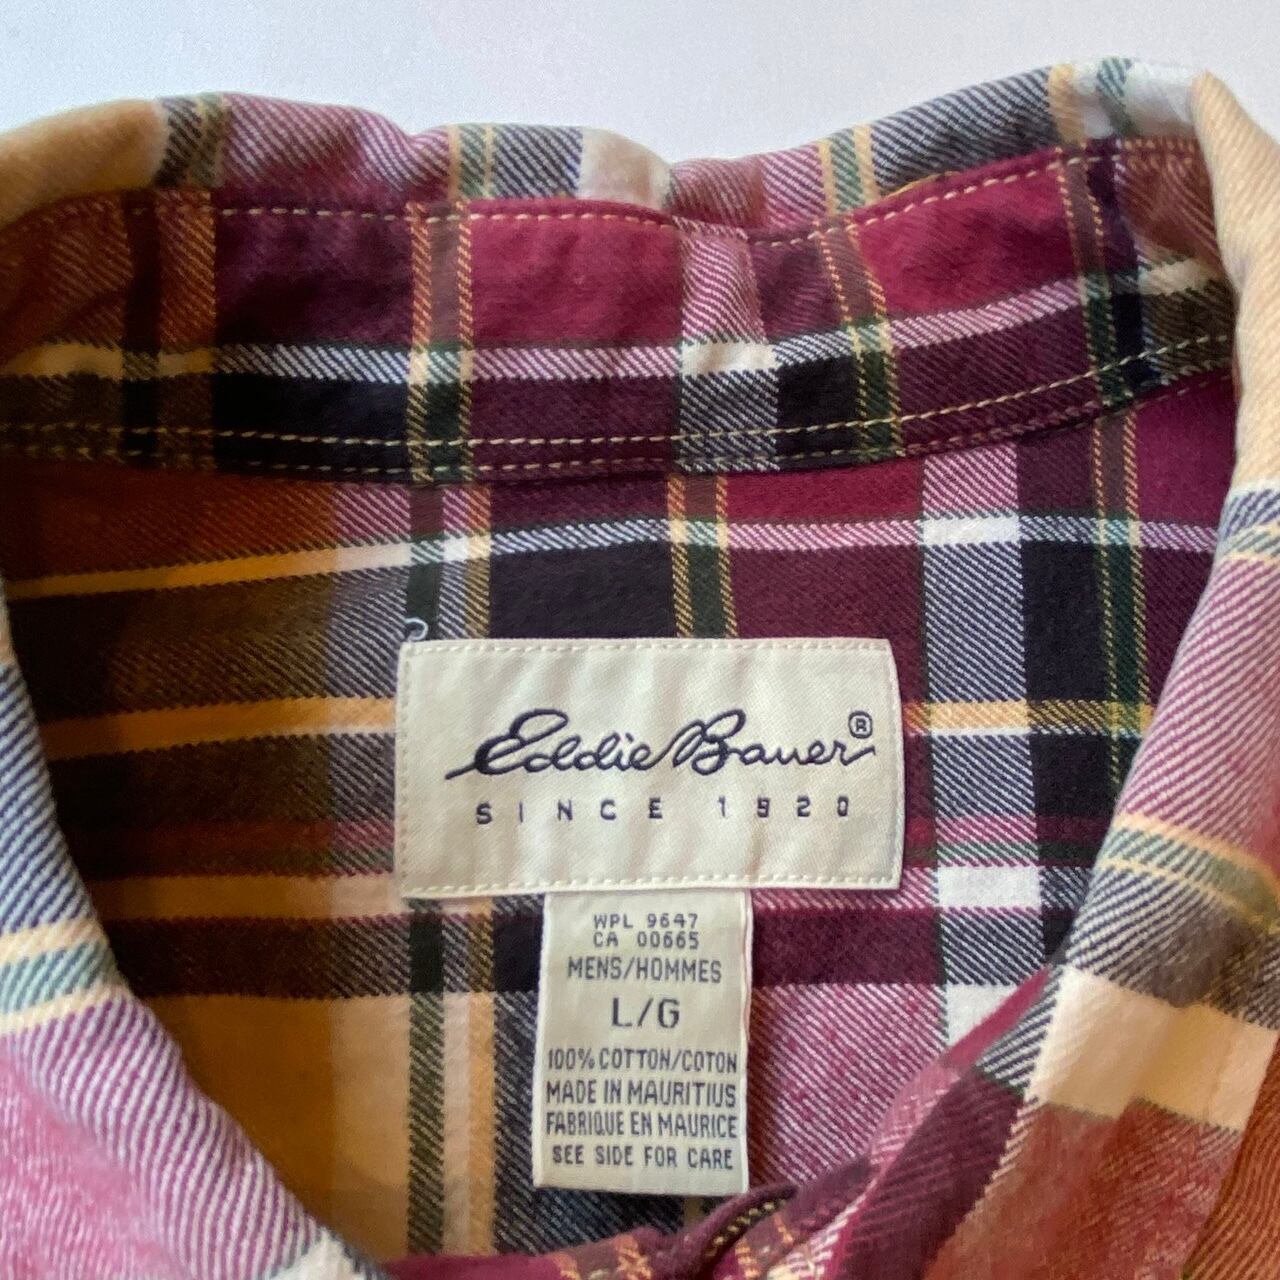 Eddie Bauer®
SINCE 1920
WPL 9647
CA 00665
MENS/HOMMES
L/G
100% COTTON/COTON
MADE IN MAURITIUS
FABRIQUE EN MAURICE
SEE SIDE FOR CARE